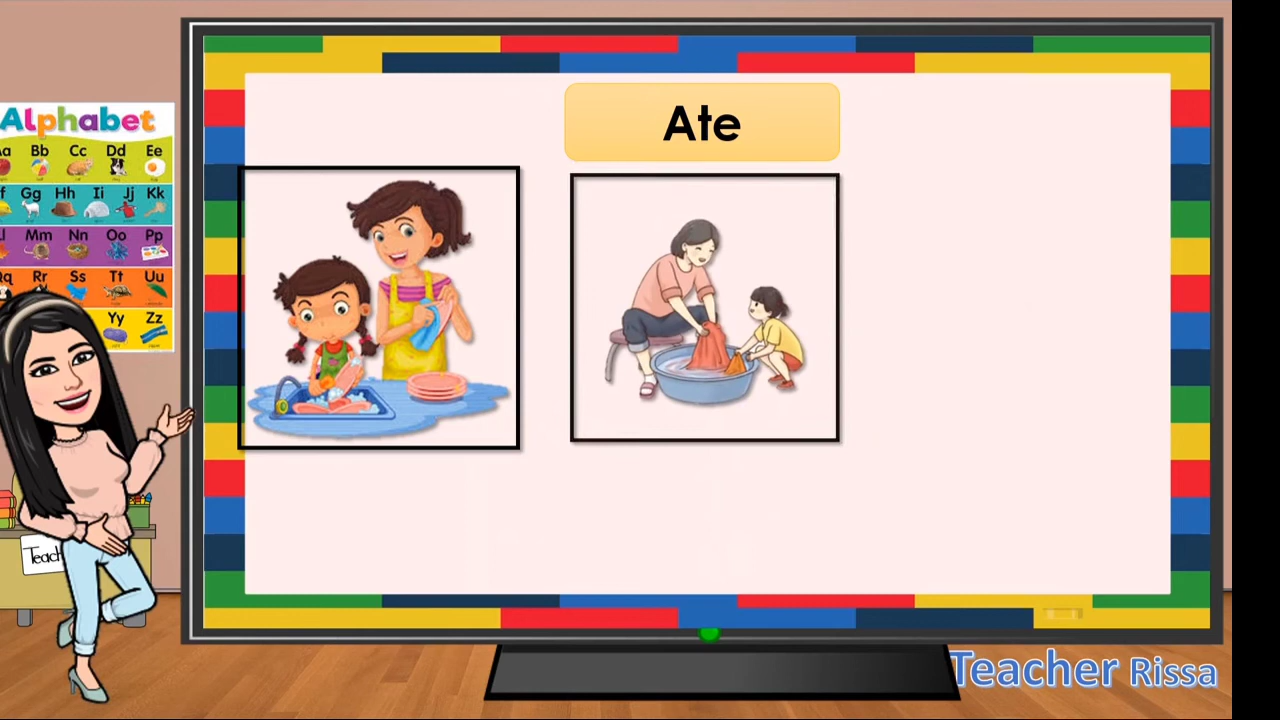 Ate
Alphabet
Bb Cc Dd Ee
Gg Hh Ii Jj Kk
Mm Nn Oo Pp
Rr Ss Tt Uu
Yy Zz
Teach
Teacher Rissa